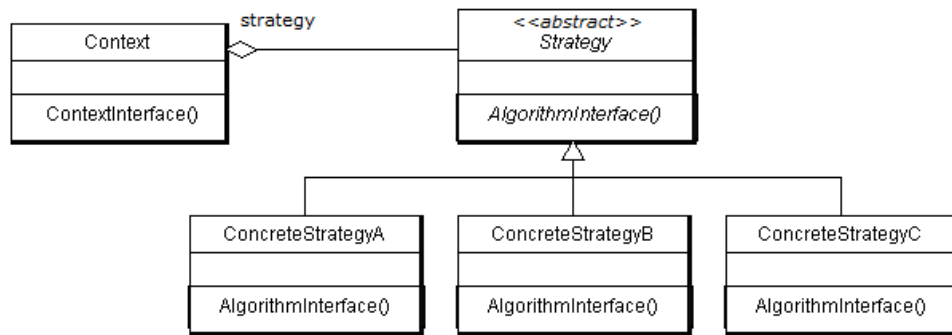 strategy
Context
ContextInterface()
<<abstract>>
Strategy
AlgorithmInterface()
ConcreteStrategyA
AlgorithmInterface()
ConcreteStrategyB
AlgorithmInterface()
ConcreteStrategyC
AlgorithmInterface()